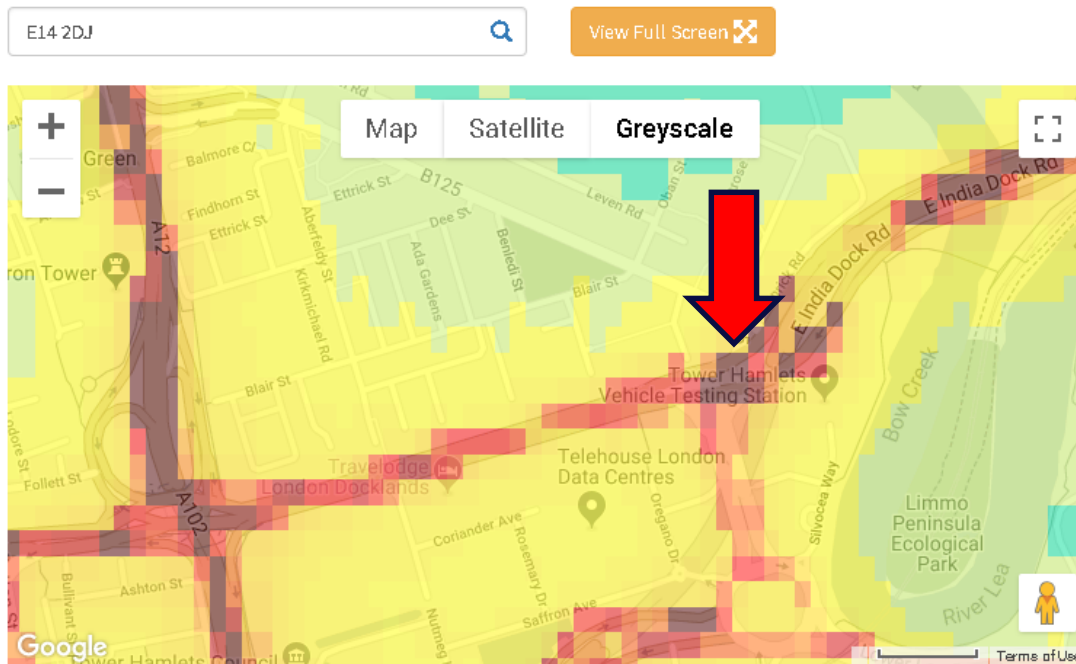 E14 2DJ
View Full Screen
Map
Satellite
Greyscale
Green
Balmore Cl
Ettrick St
B125
Leven Rd
Oban St
E India Dock Rd
Findhorn St
Ettrick St
Aberfeldy St
Dee St
Ada Gardens
Benledi St
A12
Blair St
E India Dock Rd
Kirkmichael Rd
Blair St
Tower Hamlets
Vehicle Testing Station
Bow Creek
Travelodge
London Docklands
Telehouse London
Data Centres
Follett St
A102
Coriander Ave
Oregano Dr
Silvocea Way
Limmo
Peninsula
Ecological
Park
Rosemary Dr
Ashton St
Bullivant St
Saffron Ave
River Lea
Google
Tower Hamlets Council
Terms of Use